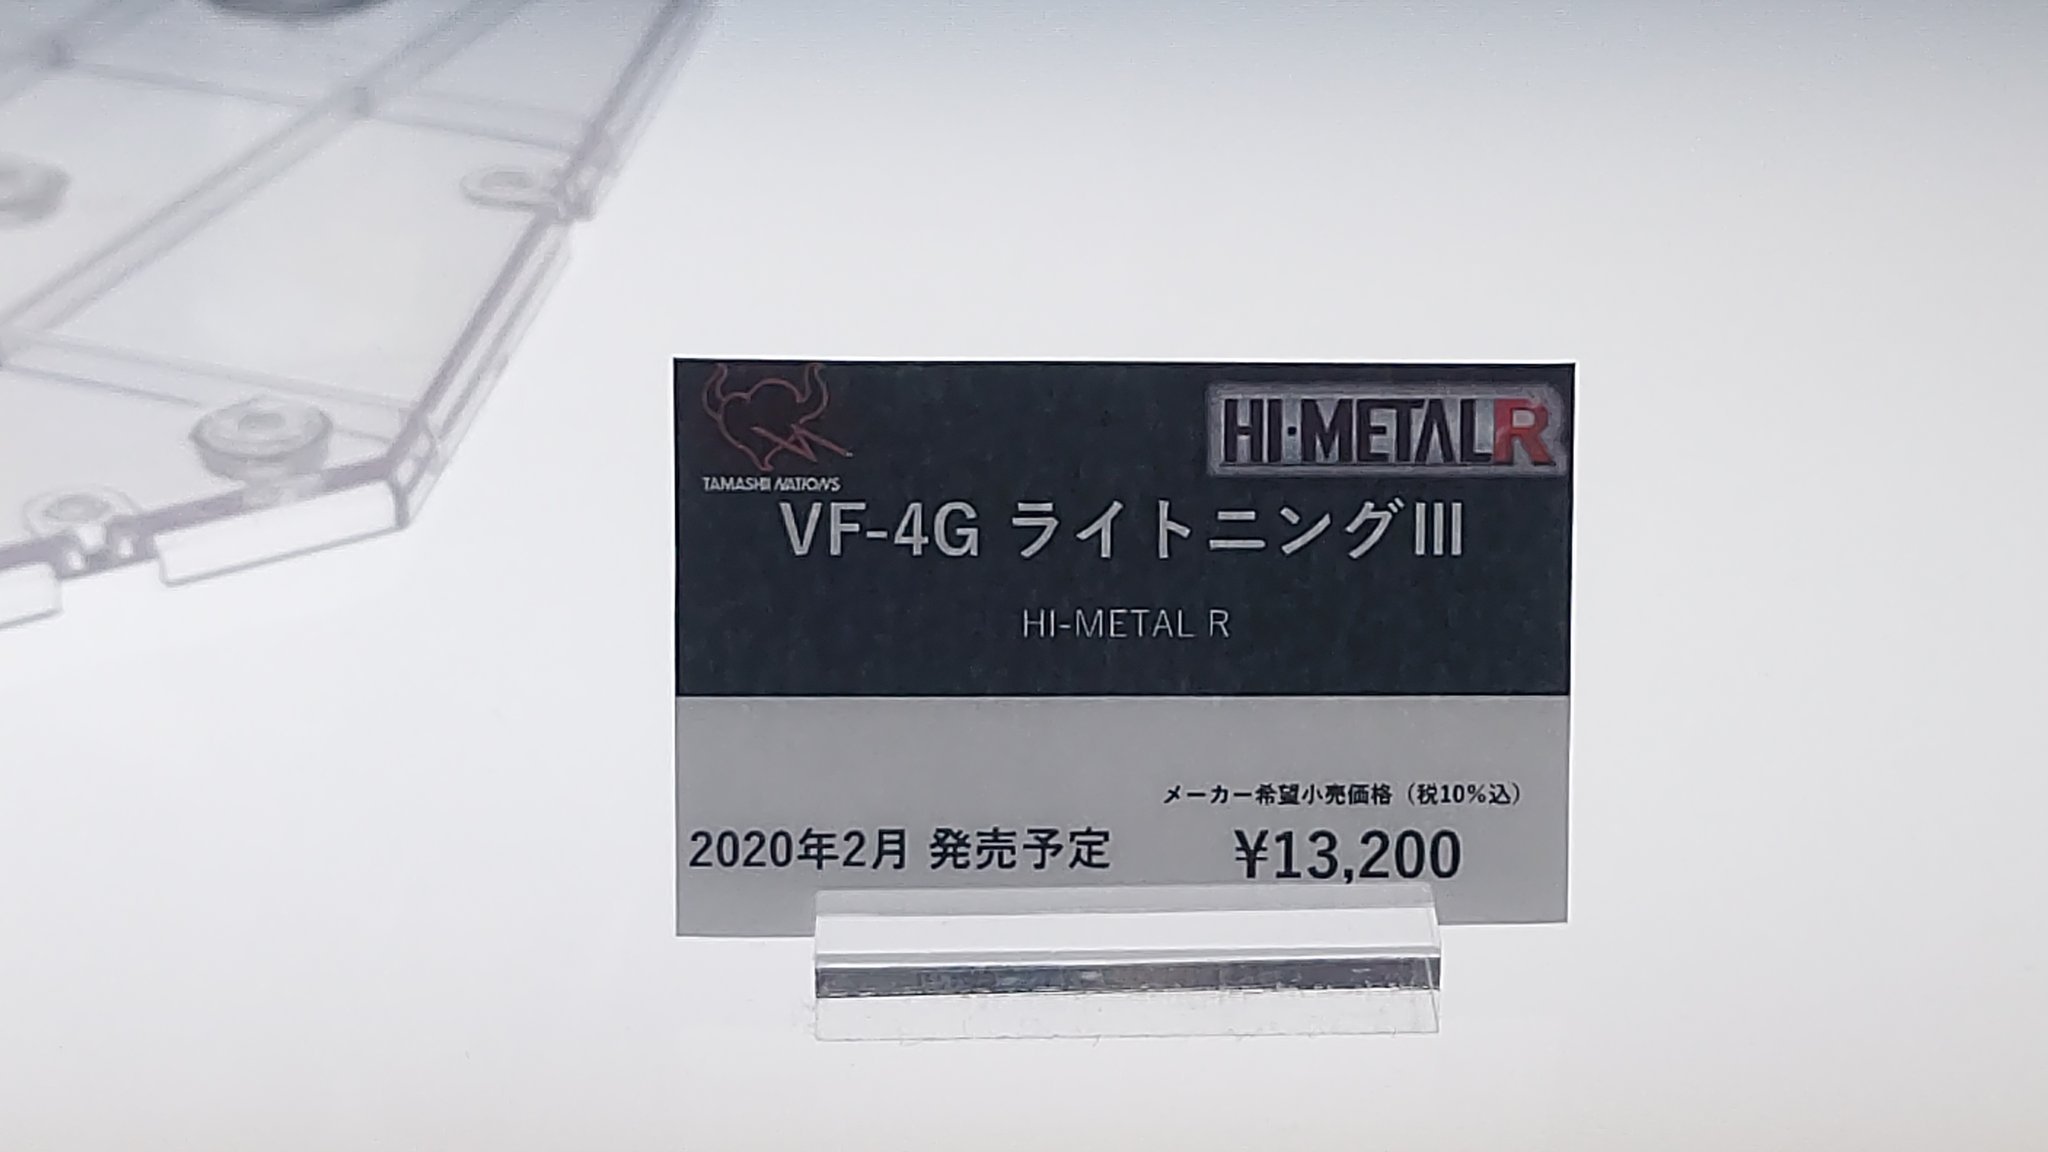 TAMASHII NATIONS
HI-METAL R
VF-4G ライトニングIII
HI-METAL R
メーカー希望小売価格（税10%込）
2020年2月 発売予定
¥13,200